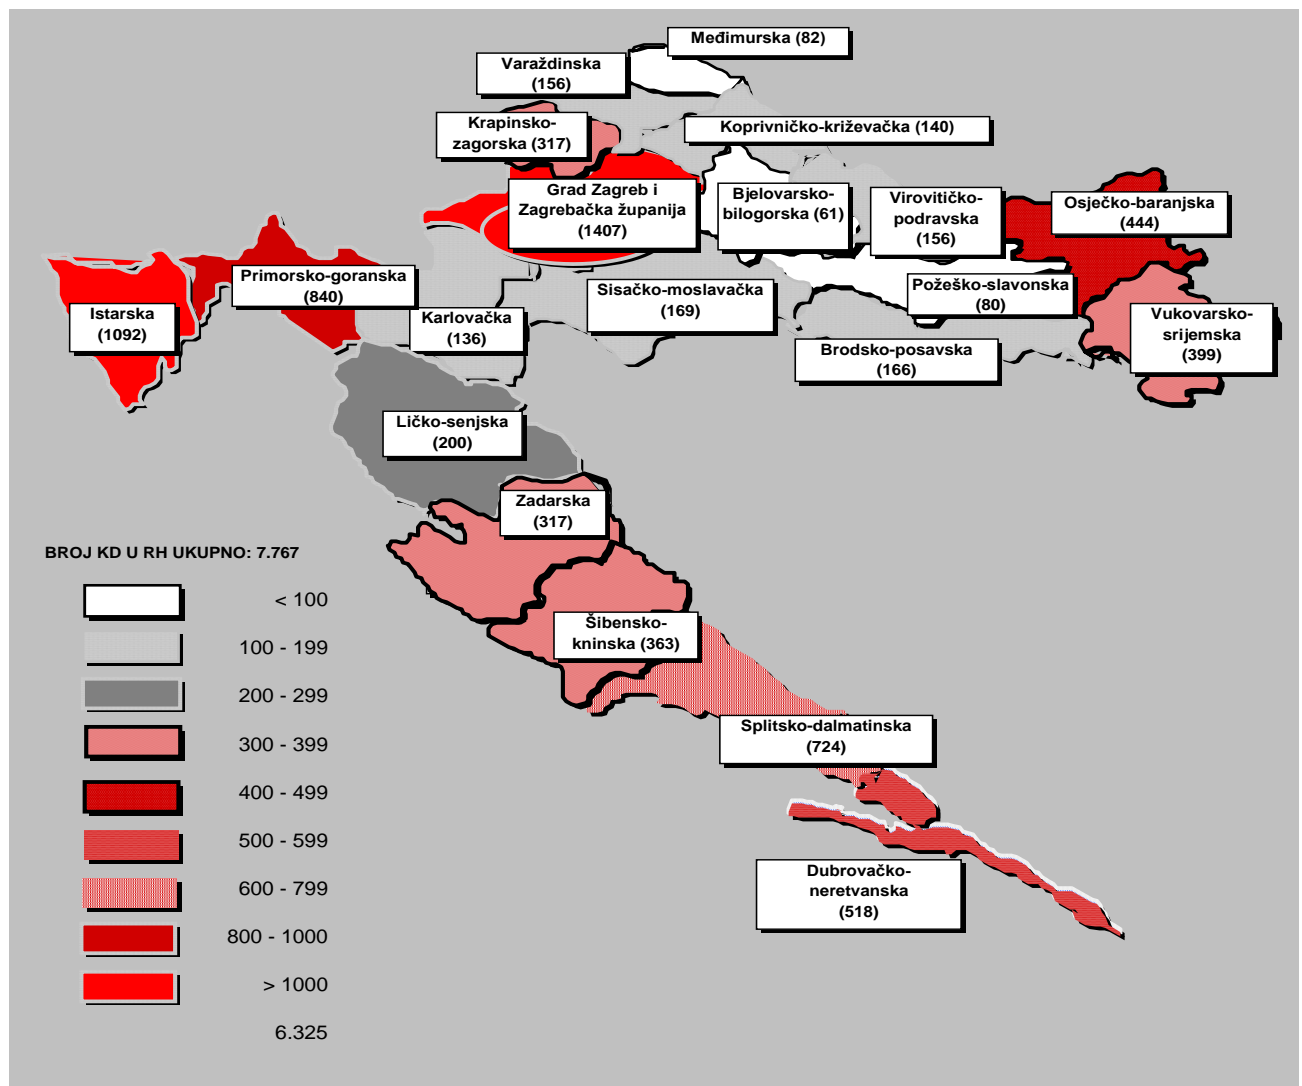 Međimurska (82)
Varaždinska
(156)
Krapinsko-
zagorska (317)
Koprivničko-križevačka (140)
Grad Zagreb i
Zagrebačka županija
(1407)
Bjelovarsko-
bilogorska (61)
Virovitičko-
podravska
(156)
Osječko-baranjska
(444)
Primorsko-goranska
(840)
Istarska
(1092)
Karlovačka
(136)
Sisačko-moslavačka
(169)
Požeško-slavonska
(80)
Vukovarsko-
srijemska
(399)
Brodsko-posavska
(166)
Ličko-senjska
(200)
Zadarska
(317)
Šibensko-
kninska (363)
Splitsko-dalmatinska
(724)
Dubrovačko-
neretvanska
(518)
BROJ KD U RH UKUPNO: 7.767
< 100
100 - 199
200 - 299
300 - 399
400 - 499
500 - 599
600 - 799
800 - 1000
> 1000
6.325